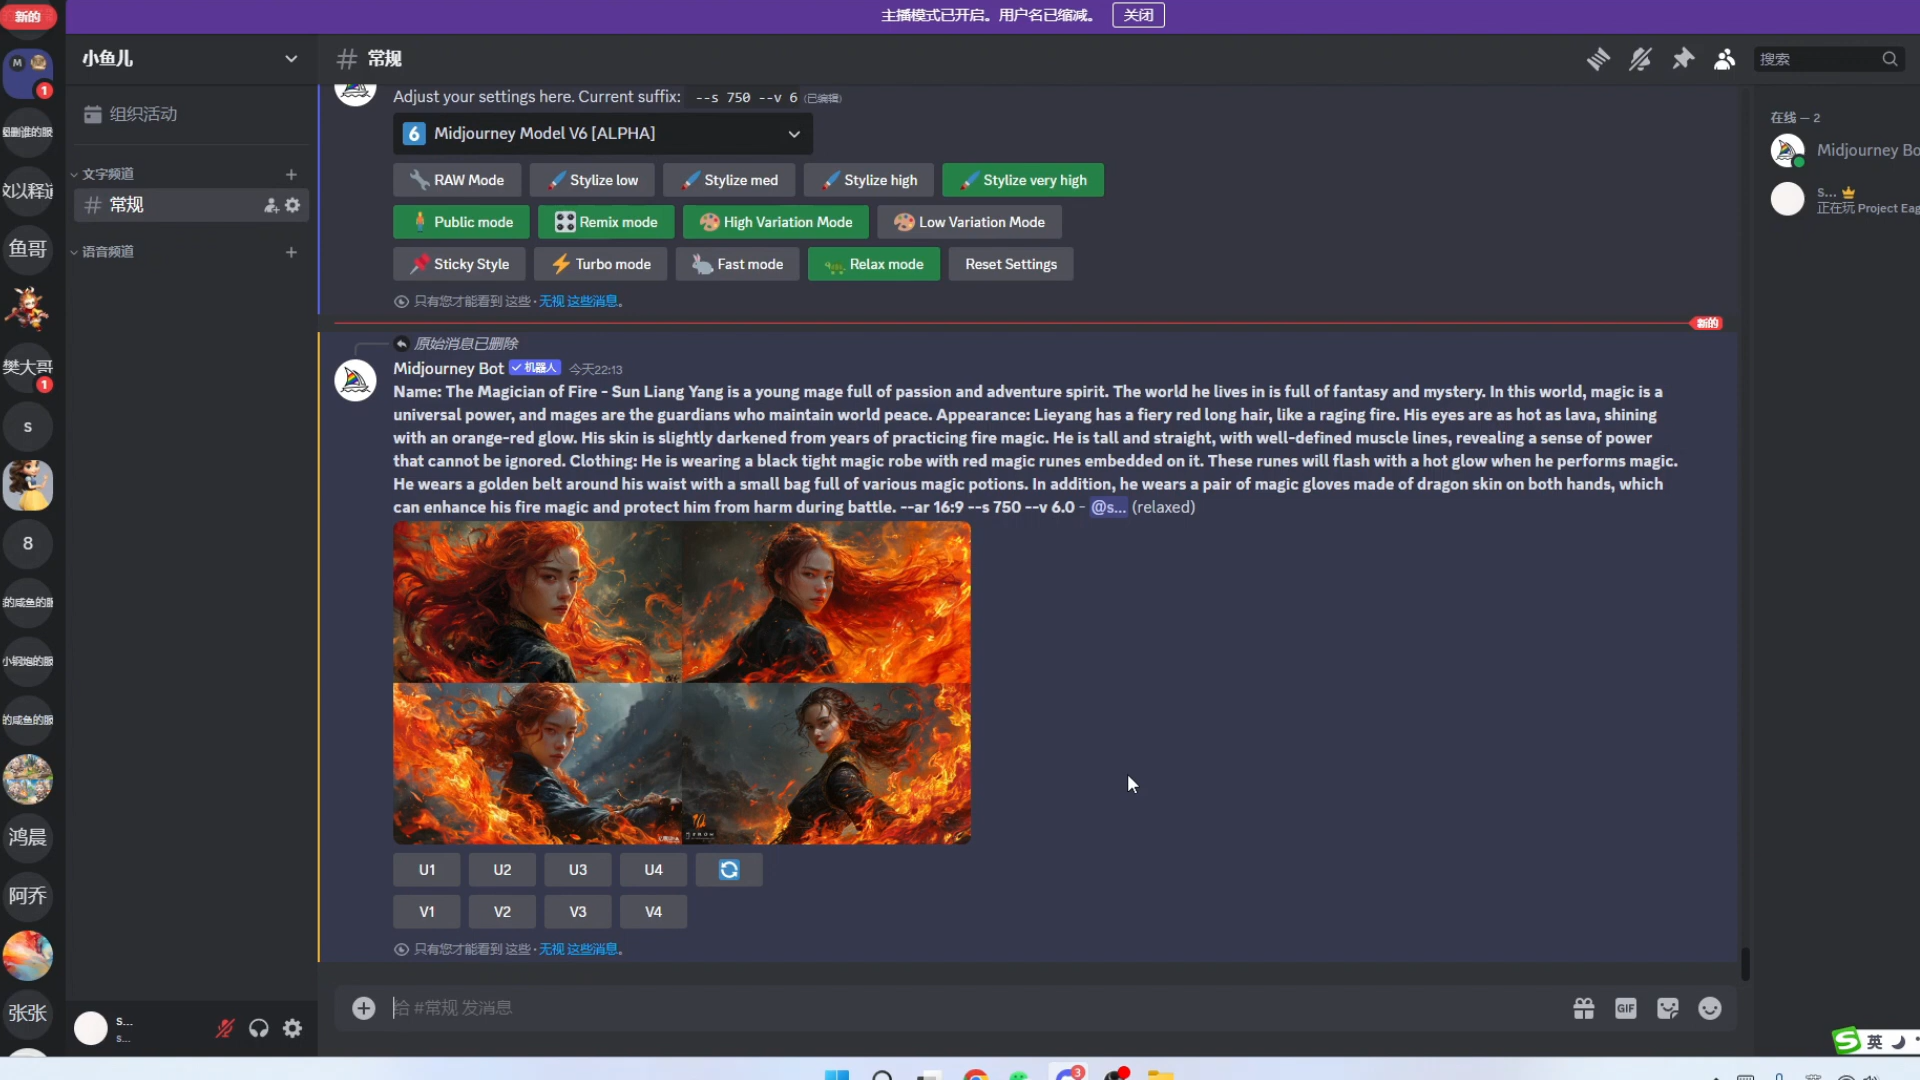 主播模式已开启。用户名已缩减。 关闭
新的
M
1
鱼哥
樊大哥
1
s
8
鸿晨
阿乔
张张
小鱼儿
组织活动
文字频道
常规
语音频道
s...
s...
# 常规
搜索
Adjust your settings here. Current suffix: --s 750 --v 6 (已编辑)
6 Midjourney Model V6 [ALPHA]
RAW Mode Stylize low Stylize med Stylize high Stylize very high
Public mode Remix mode High Variation Mode Low Variation Mode
Sticky Style Turbo mode Fast mode Relax mode Reset Settings
只有您才能看到 这些 · 无视 这些消息。
新的
原始消息已删除
Midjourney Bot ✓ 机器人 今天22:13
Name: The Magician of Fire - Sun Liang Yang is a young mage full of passion and adventure spirit. The world he lives in is full of fantasy and mystery. In this world, magic is a
universal power, and mages are the guardians who maintain world peace. Appearance: Lieyang has a fiery red long hair, like a raging fire. His eyes are as hot as lava, shining
with an orange-red glow. His skin is slightly darkened from years of practicing fire magic. He is tall and straight, with well-defined muscle lines, revealing a sense of power
that cannot be ignored. Clothing: He is wearing a black tight magic robe with red magic runes embedded on it. These runes will flash with a hot glow when he performs magic.
He wears a golden belt around his waist with a small bag full of various magic potions. In addition, he wears a pair of magic gloves made of dragon skin on both hands, which
can enhance his fire magic and protect him from harm during battle. --ar 16:9 --s 750 --v 6.0 - @s... (relaxed)
U1 U2 U3 U4
V1 V2 V3 V4
只有您才能看到 这些 · 无视 这些消息。
给 #常规 发消息
GIF
在线 — 2
Midjourney Bo
s...
正在玩 Project Eag
英
3